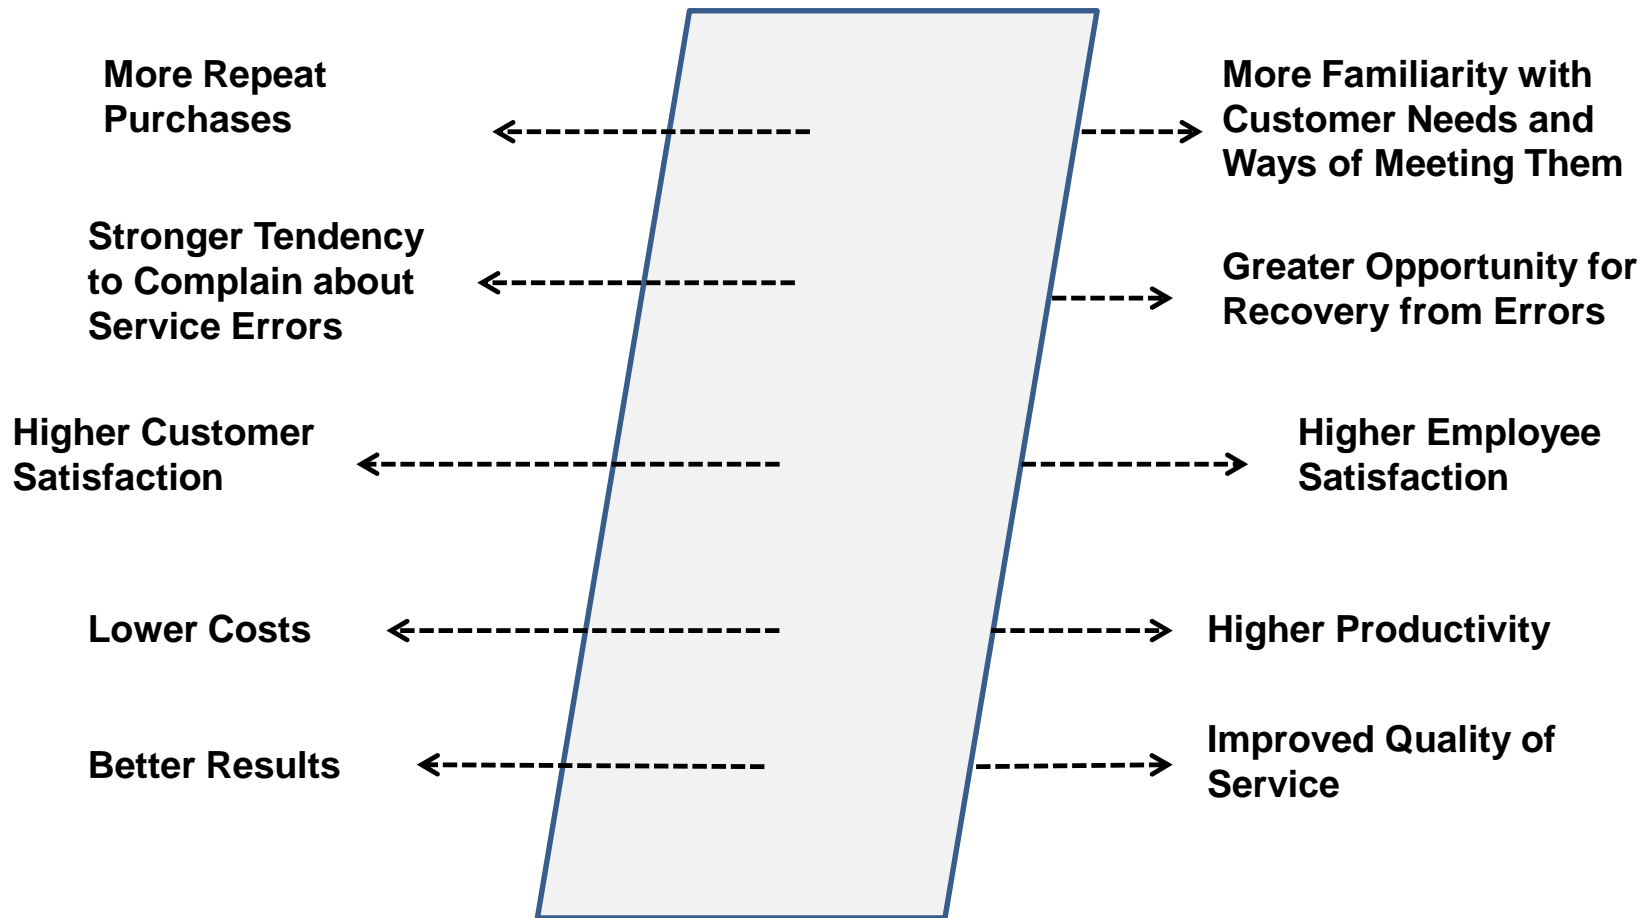 More Repeat
Purchases
More Familiarity with
Customer Needs and
Ways of Meeting Them
Stronger Tendency
to Complain about
Service Errors
Greater Opportunity for
Recovery from Errors
Higher Customer
Satisfaction
Higher Employee
Satisfaction
Lower Costs
Higher Productivity
Better Results
Improved Quality of
Service